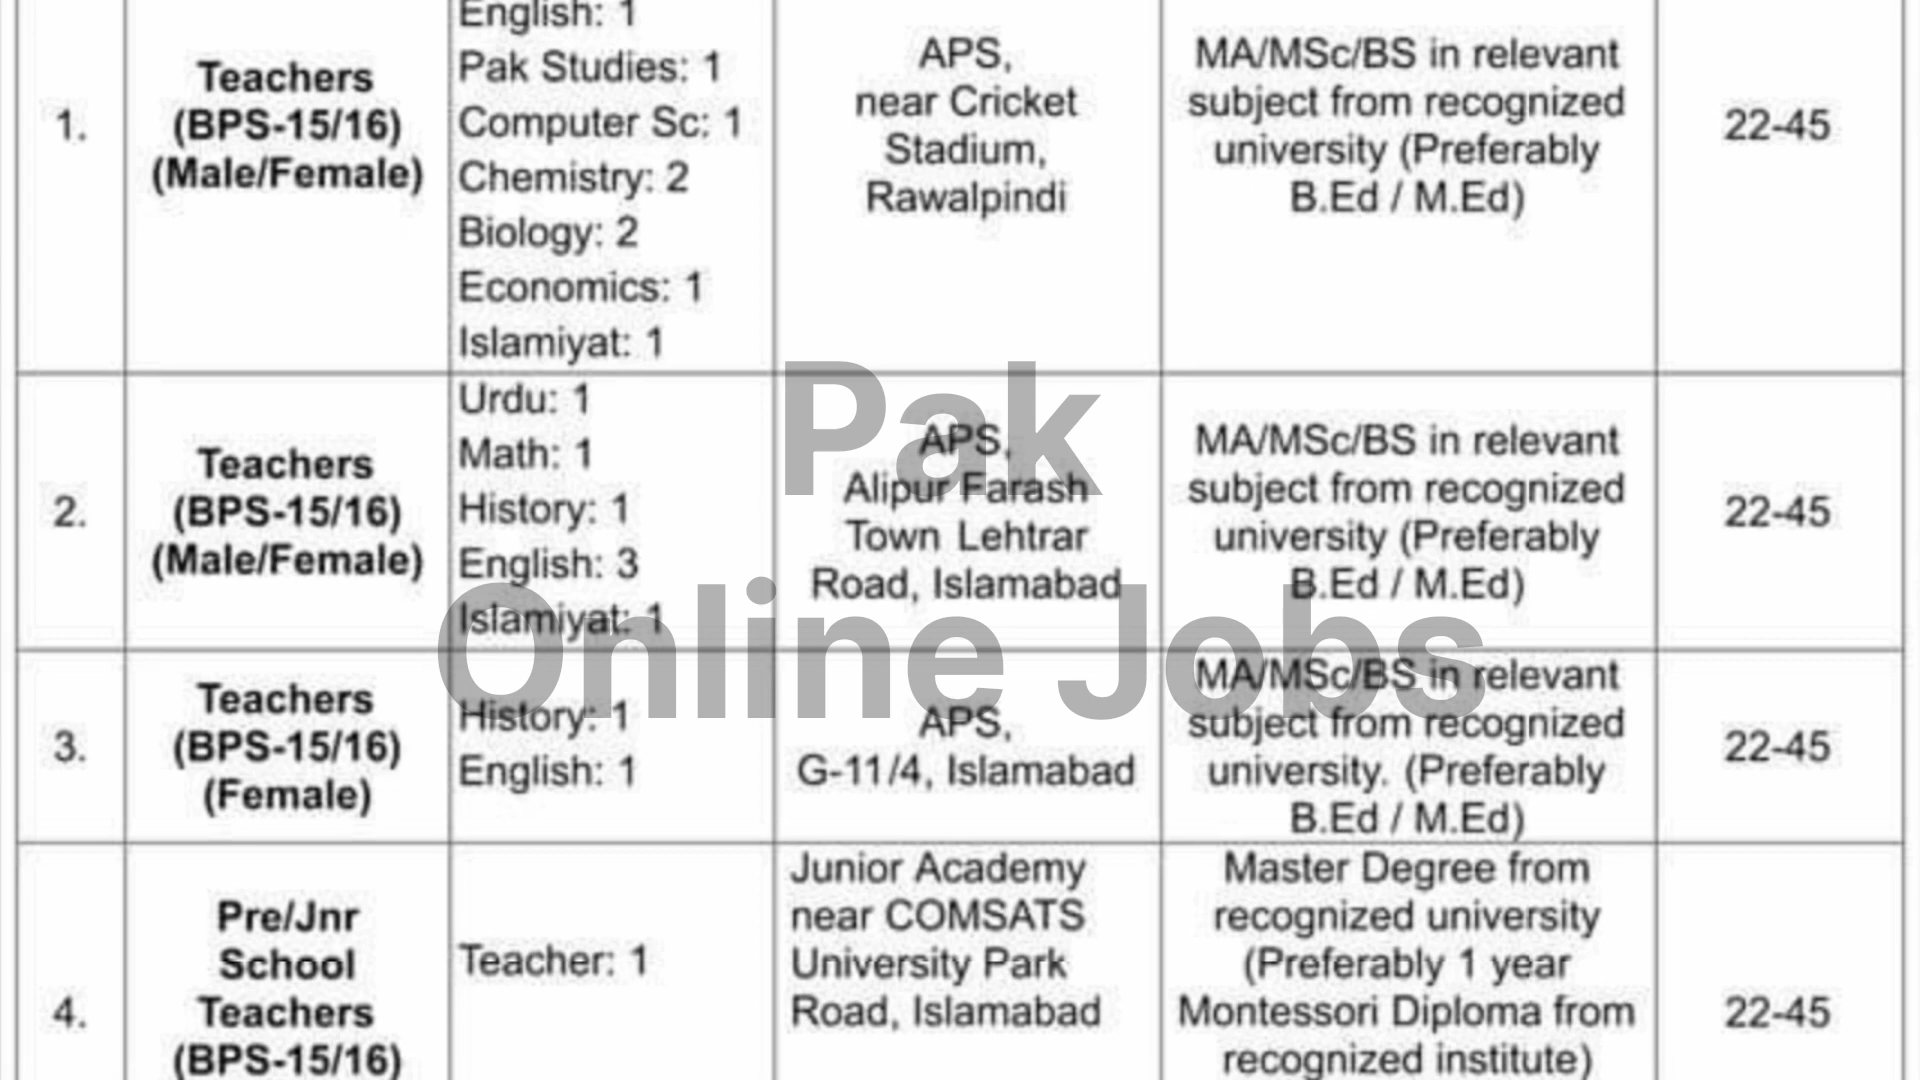 1.
Teachers
(BPS-15/16)
(Male/Female)
English: 1
Pak Studies: 1
Computer Sc: 1
Chemistry: 2
Biology: 2
Economics: 1
Islamiyat: 1
APS,
near Cricket
Stadium,
Rawalpindi
MA/MSc/BS in relevant
subject from recognized
university (Preferably
B.Ed / M.Ed)
22-45
2.
Teachers
(BPS-15/16)
(Male/Female)
Urdu: 1
Math: 1
History: 1
English: 3
Islamiyat: 1
APS,
Alipur Farash
Town Lehtrar
Road, Islamabad
MA/MSc/BS in relevant
subject from recognized
university (Preferably
B.Ed / M.Ed)
22-45
3.
Teachers
(BPS-15/16)
(Female)
History: 1
English: 1
APS,
G-11/4, Islamabad
MA/MSc/BS in relevant
subject from recognized
university. (Preferably
B.Ed / M.Ed)
22-45
4.
Pre/Jnr
School
Teachers
(BPS-15/16)
Teacher: 1
Junior Academy
near COMSATS
University Park
Road, Islamabad
Master Degree from
recognized university
(Preferably 1 year
Montessori Diploma from
recognized institute)
22-45
Pak
Online Jobs